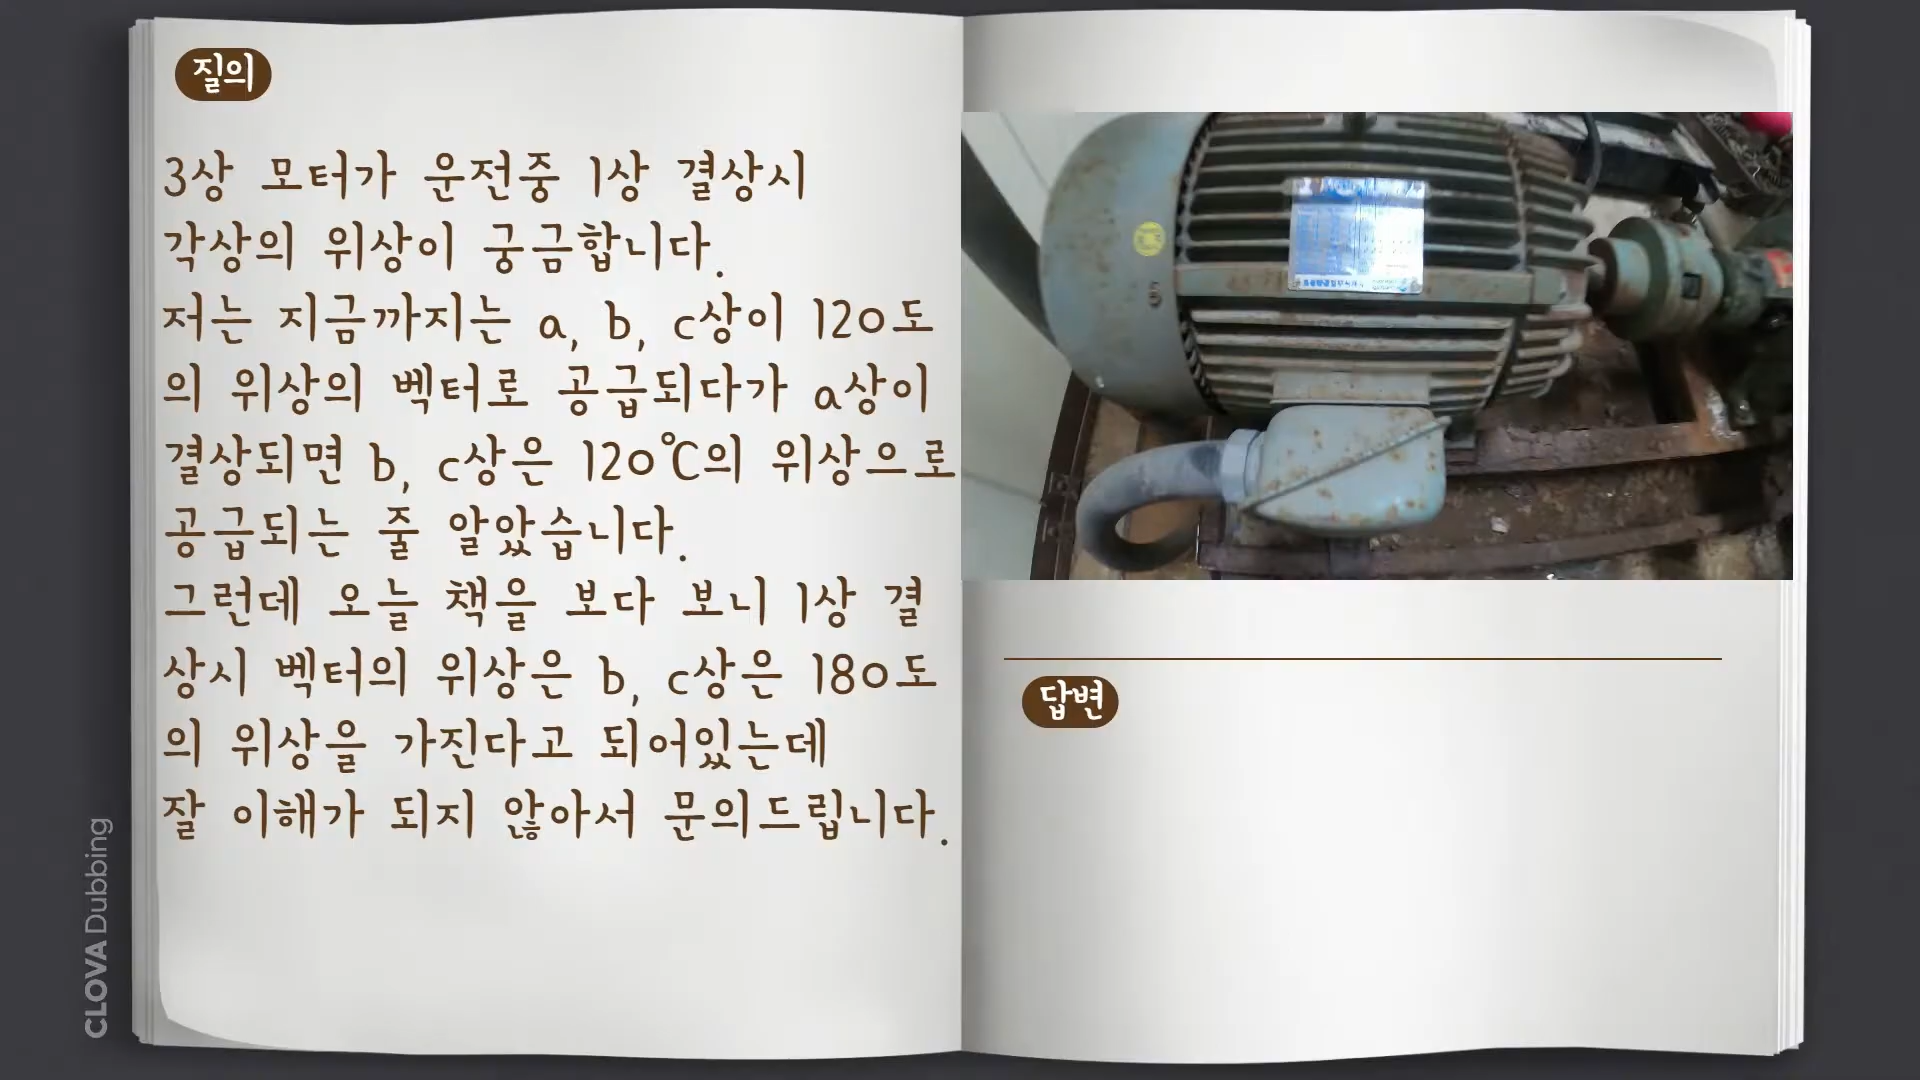 질의
3상 모터가 운전중 1상 결상시
각상의 위상이 궁금합니다.
저는 지금까지는 a, b, c상이 120도
의 위상의 벡터로 공급되다가 a상이
결상되면 b, c상은 120℃의 위상으로
공급되는 줄 알았습니다.
그런데 오늘 책을 보다 보니 1상 결
상시 벡터의 위상은 b, c상은 180도
의 위상을 가진다고 되어있는데
잘 이해가 되지 않아서 문의드립니다.
답변
CLOVA Dubbing